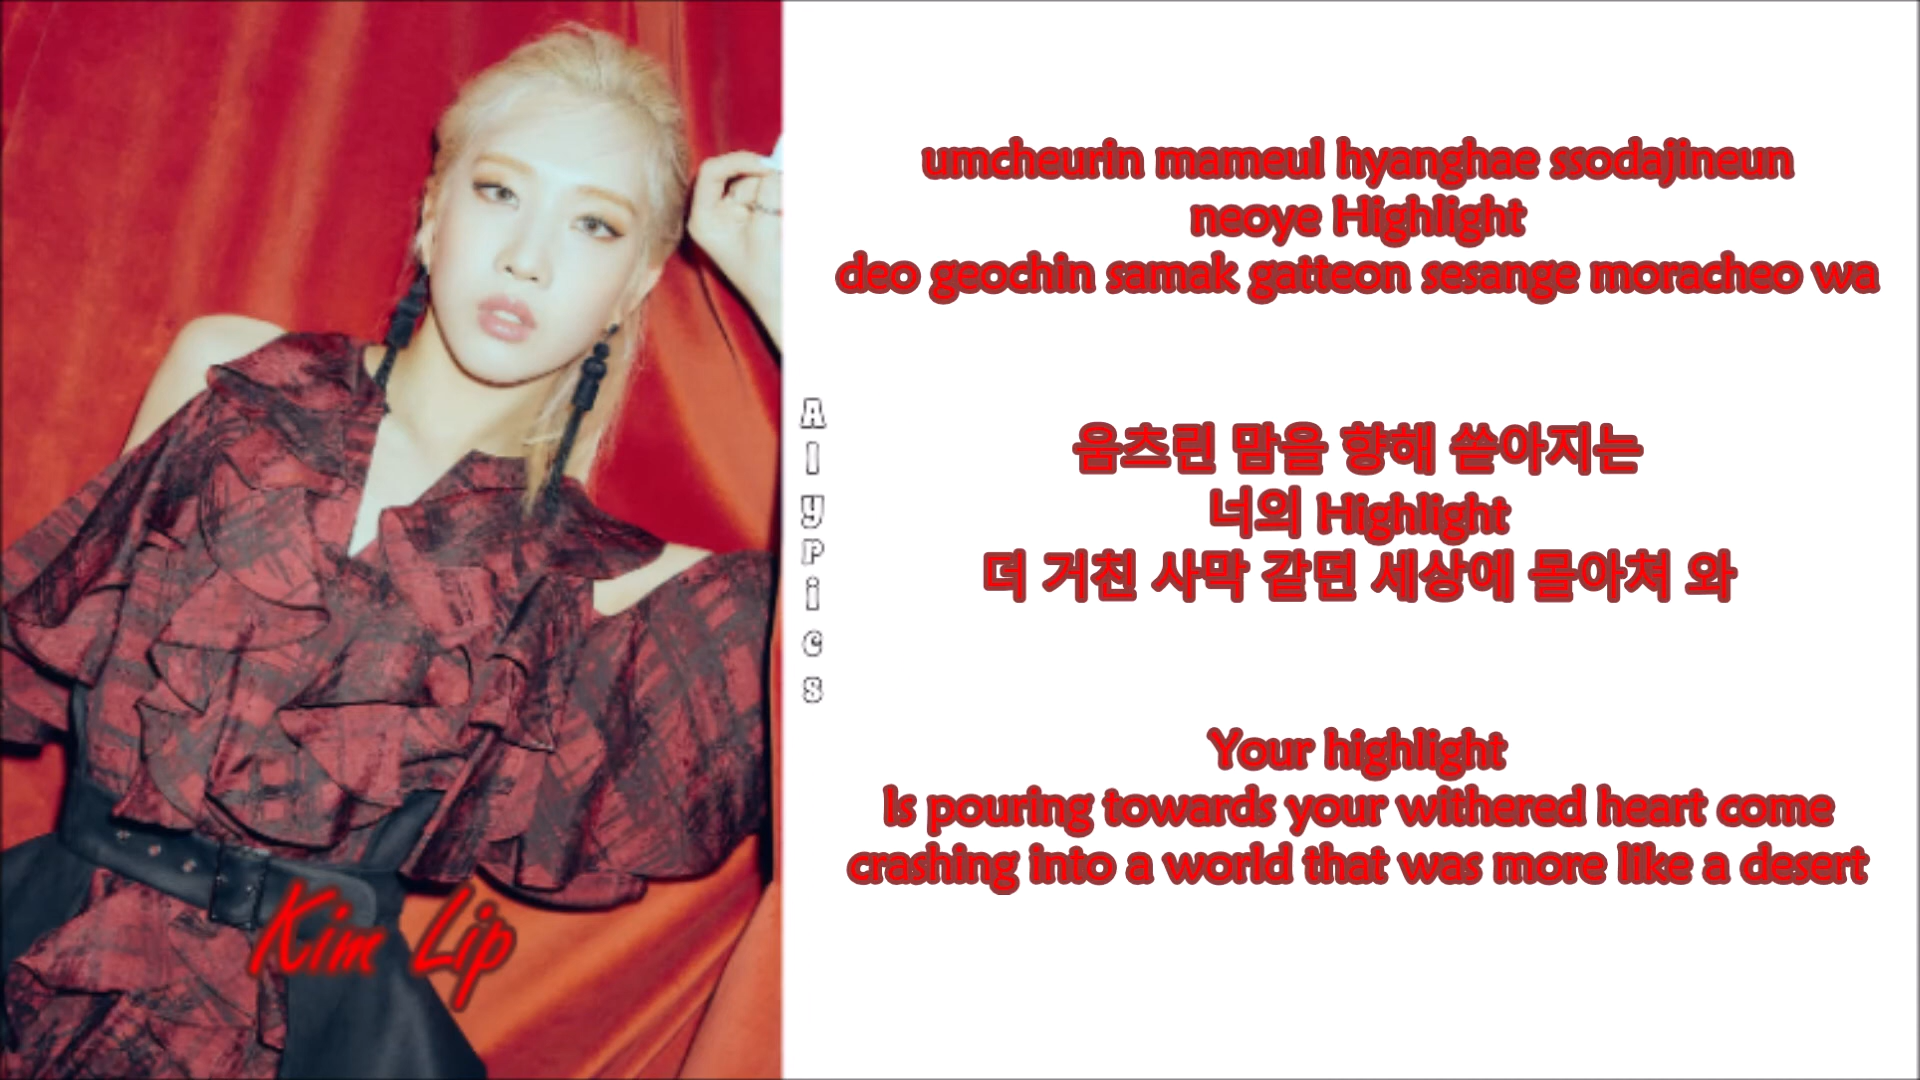 Kim Lip
AlyPics
umcheurin mameul hyanghae ssodajineun
neoye Highlight
deo geochin samak gatteon sesange moracheo wa
움츠린 맘을 향해 쏟아지는
너의 Highlight
더 거친 사막 같던 세상에 몰아쳐 와
Your highlight
Is pouring towards your withered heart come
crashing into a world that was more like a desert